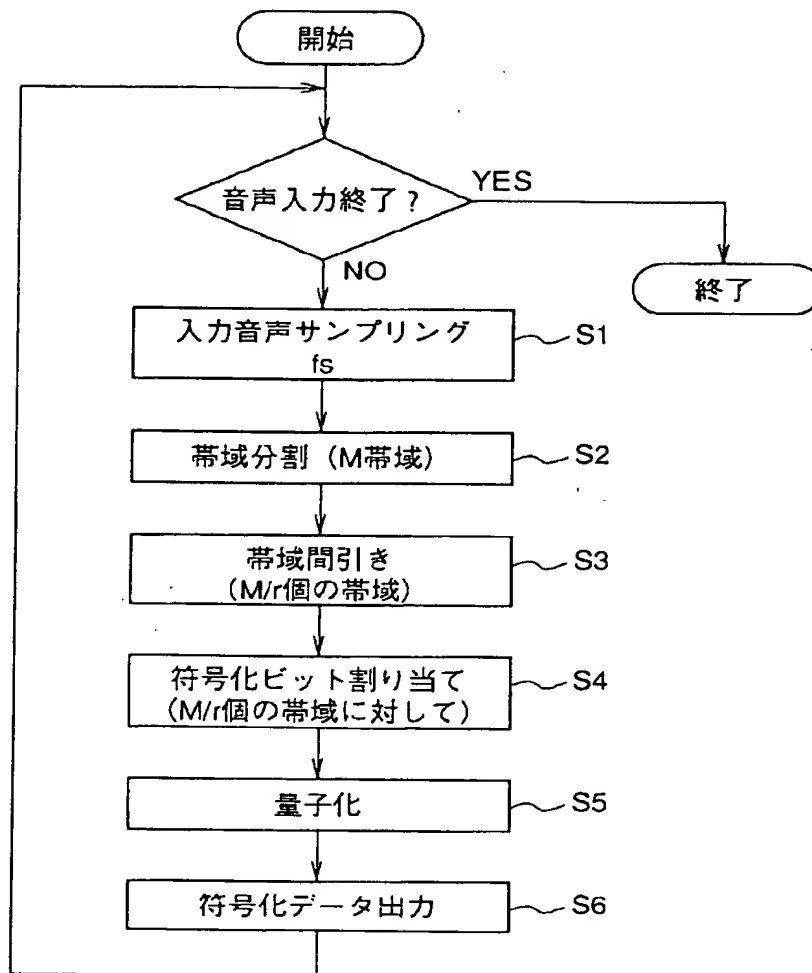 開始
音声入力終了?
YES
NO
終了
入力音声サンプリング
fs
S1
帯域分割(M帯域)
S2
帯域間引き
(M/r個の帯域)
S3
符号化ビット割り当て
(M/r個の帯域に対して)
S4
量子化
S5
符号化データ出力
S6